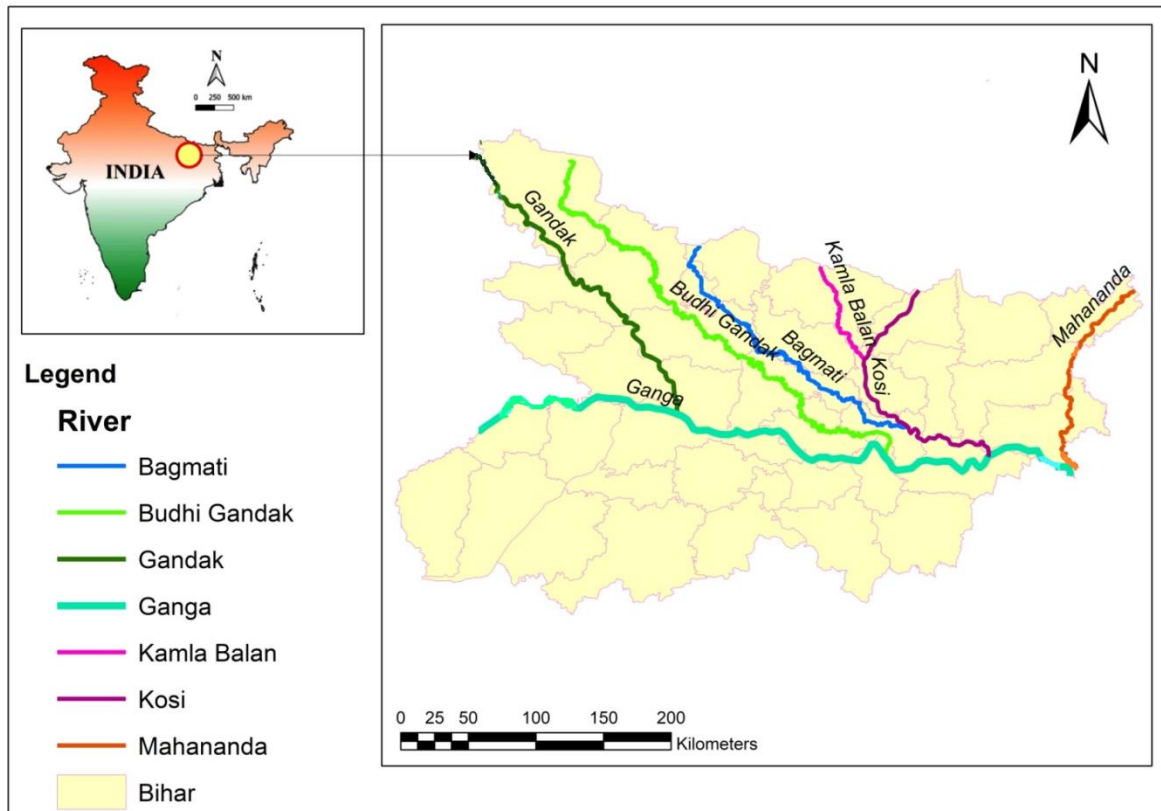 N
0 250 500 km
INDIA
N
Gandak
Budhi Gandak
Bagmati
Kamla Balan
Kosi
Mahananda
Ganga
0 25 50 100 150 200
Kilometers
Legend
River
Bagmati
Budhi Gandak
Gandak
Ganga
Kamla Balan
Kosi
Mahananda
Bihar